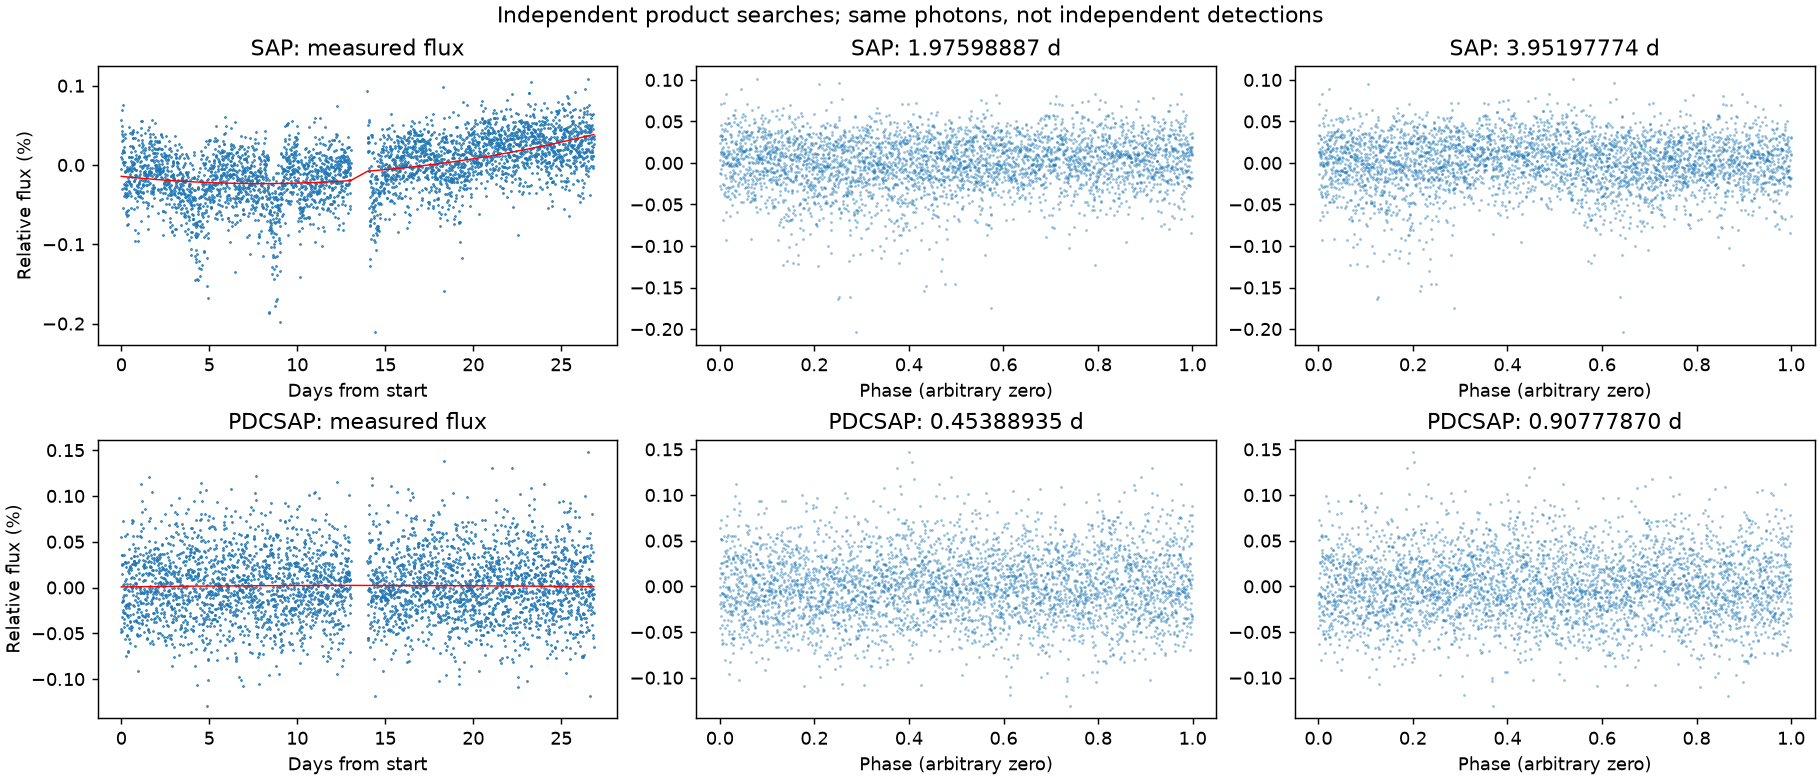 Independent product searches; same photons, not independent detections
SAP: measured flux
SAP: 1.97598887 d
SAP: 3.95197774 d
Relative flux (%)
0.1
0.0
−0.1
−0.2
0 5 10 15 20 25
Days from start
0.10
0.05
0.00
−0.05
−0.10
−0.15
−0.20
0.0 0.2 0.4 0.6 0.8 1.0
Phase (arbitrary zero)
0.10
0.05
0.00
−0.05
−0.10
−0.15
−0.20
0.0 0.2 0.4 0.6 0.8 1.0
Phase (arbitrary zero)
PDCSAP: measured flux
PDCSAP: 0.45388935 d
PDCSAP: 0.90777870 d
Relative flux (%)
0.15
0.10
0.05
0.00
−0.05
−0.10
0 5 10 15 20 25
Days from start
0.15
0.10
0.05
0.00
−0.05
−0.10
0.0 0.2 0.4 0.6 0.8 1.0
Phase (arbitrary zero)
0.15
0.10
0.05
0.00
−0.05
−0.10
0.0 0.2 0.4 0.6 0.8 1.0
Phase (arbitrary zero)